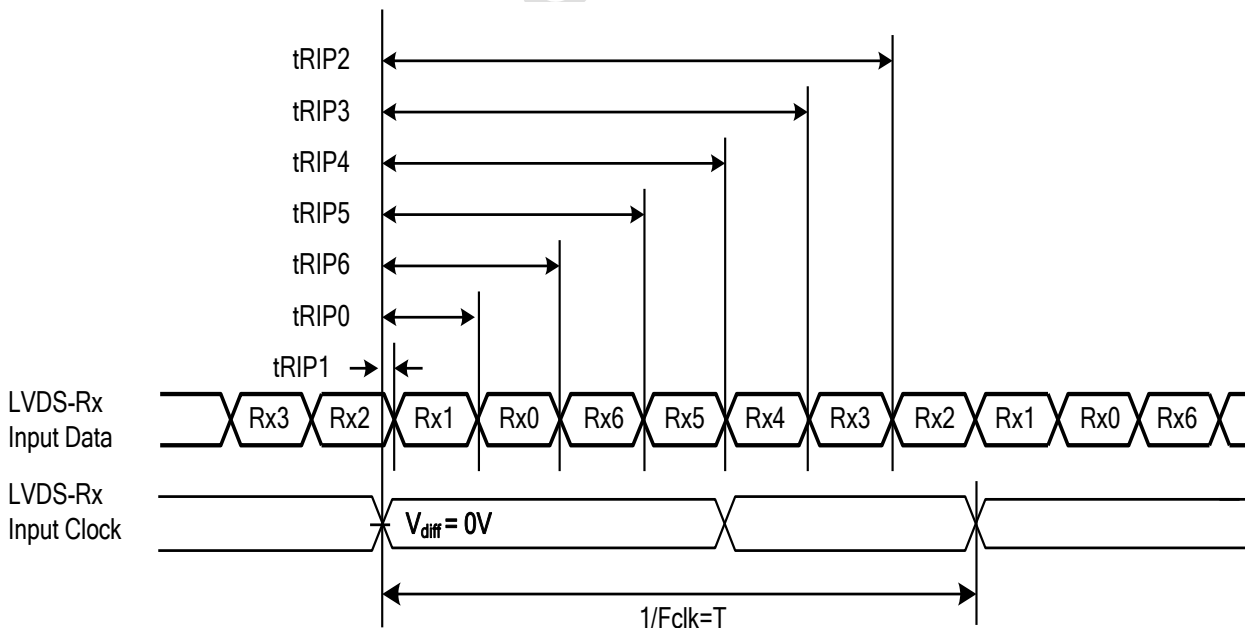 tRIP2
tRIP3
tRIP4
tRIP5
tRIP6
tRIP0
tRIP1
LVDS-Rx
Input Data
Rx3 Rx2 Rx1 Rx0 Rx6 Rx5 Rx4 Rx3 Rx2 Rx1 Rx0 Rx6
LVDS-Rx
Input Clock
Vdiff = 0V
1/Fclk=T